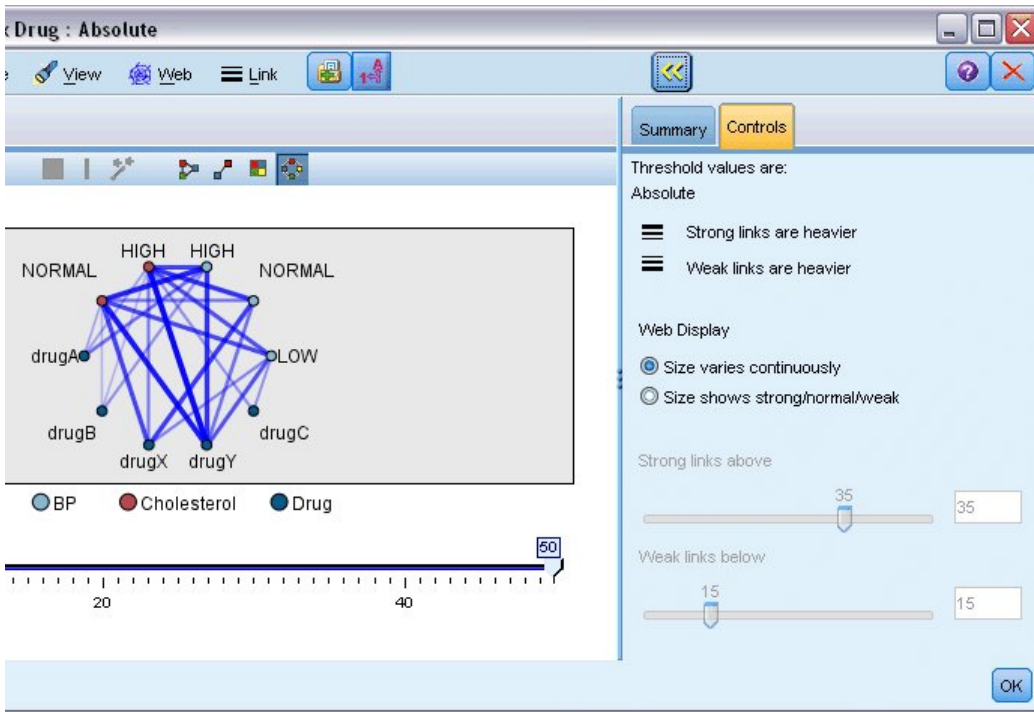 x Drug : Absolute
View Web Link
Summary Controls
Threshold values are:
Absolute
Strong links are heavier
Weak links are heavier
Web Display
Size varies continuously
Size shows strong/normal/weak
Strong links above
35
35
Weak links below
15
15
HIGH HIGH
NORMAL NORMAL
drugA LOW
drugB drugC
drugX drugY
BP Cholesterol Drug
50
20 40
OK